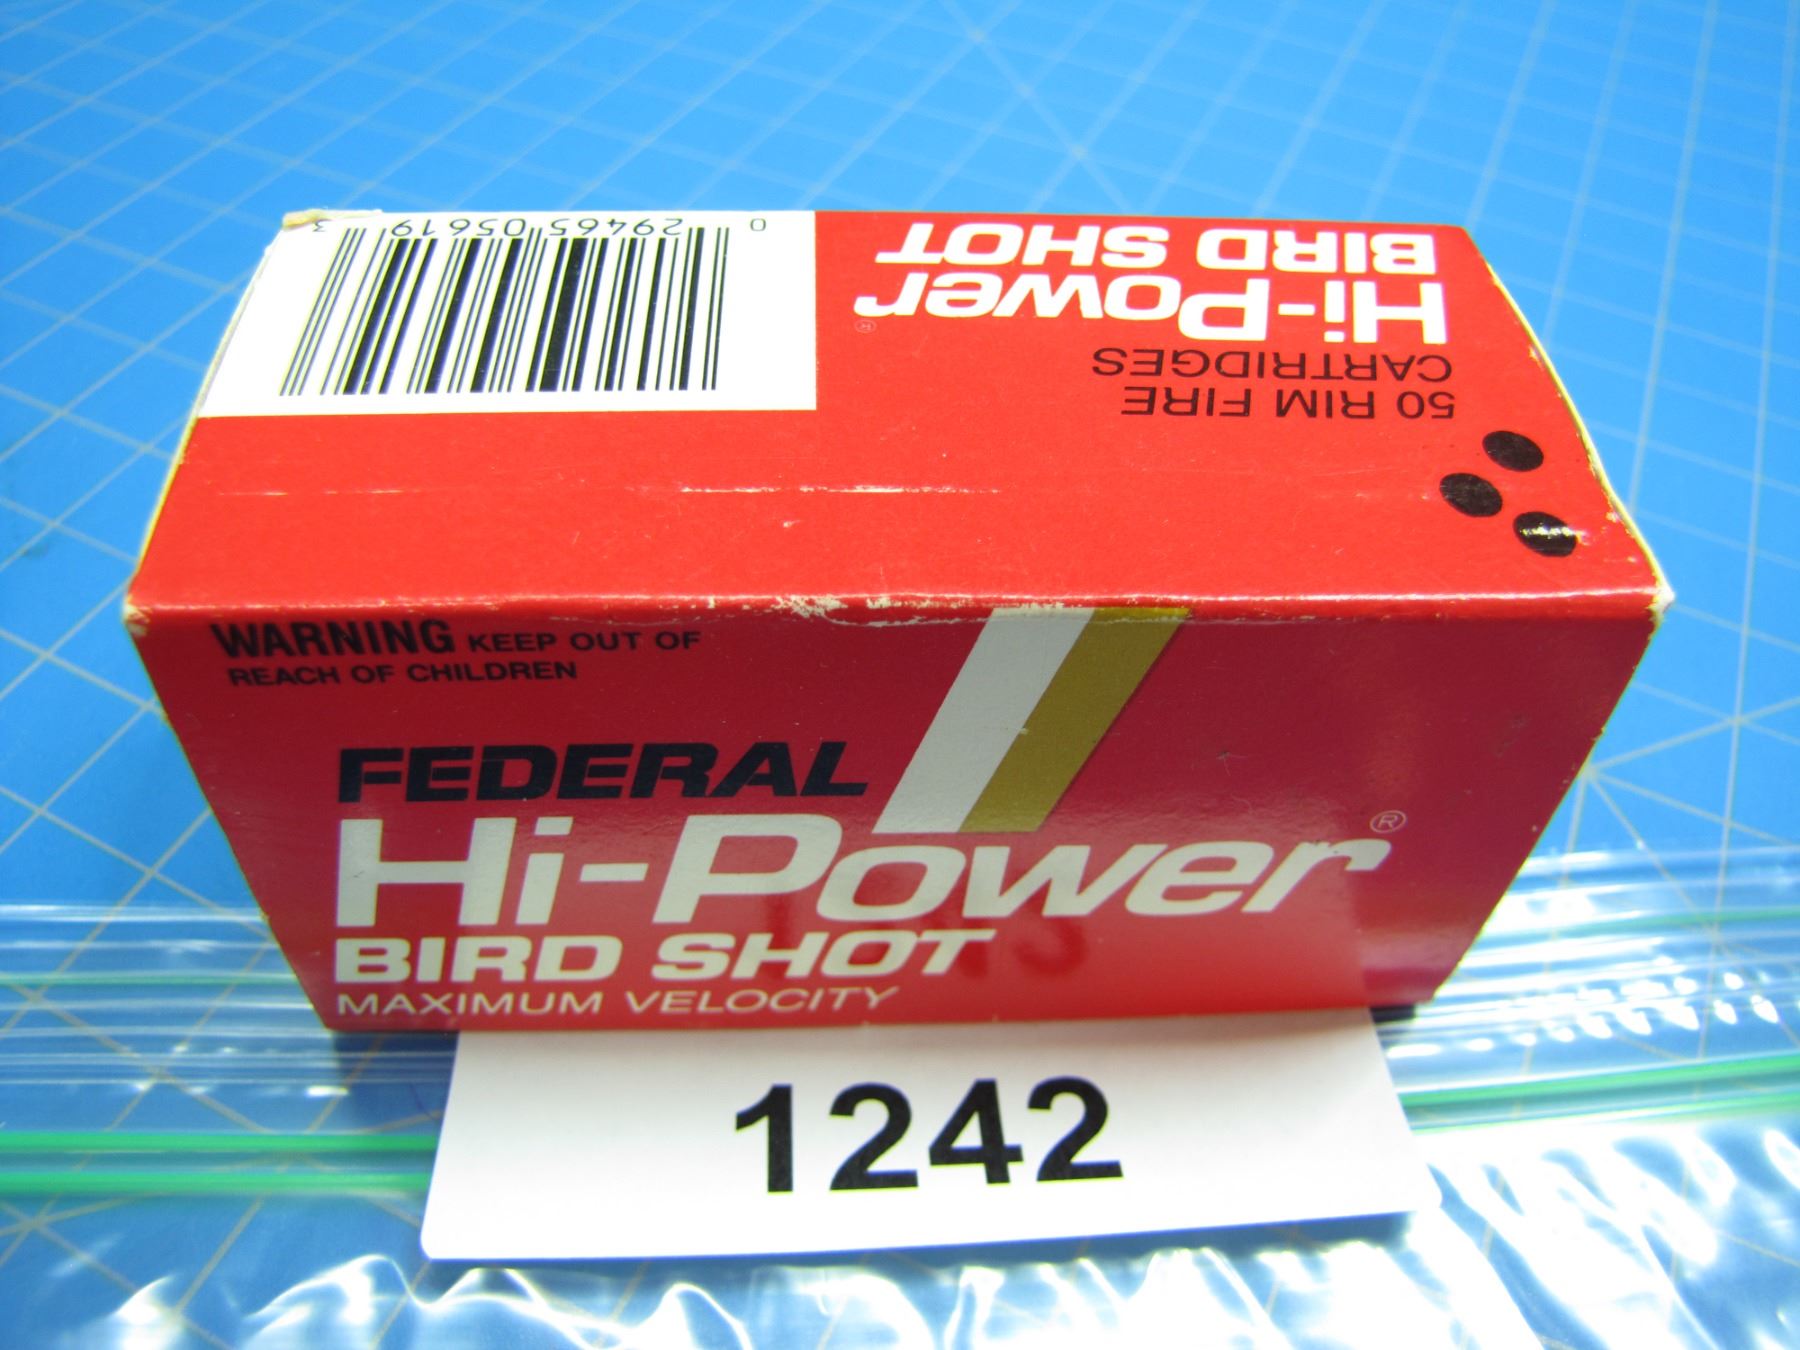 0 29465 05619 3
Hi-Power®
BIRD SHOT
50 RIM FIRE
CARTRIDGES
WARNING KEEP OUT OF
REACH OF CHILDREN
FEDERAL
Hi-Power®
BIRD SHOT
MAXIMUM VELOCITY
1242